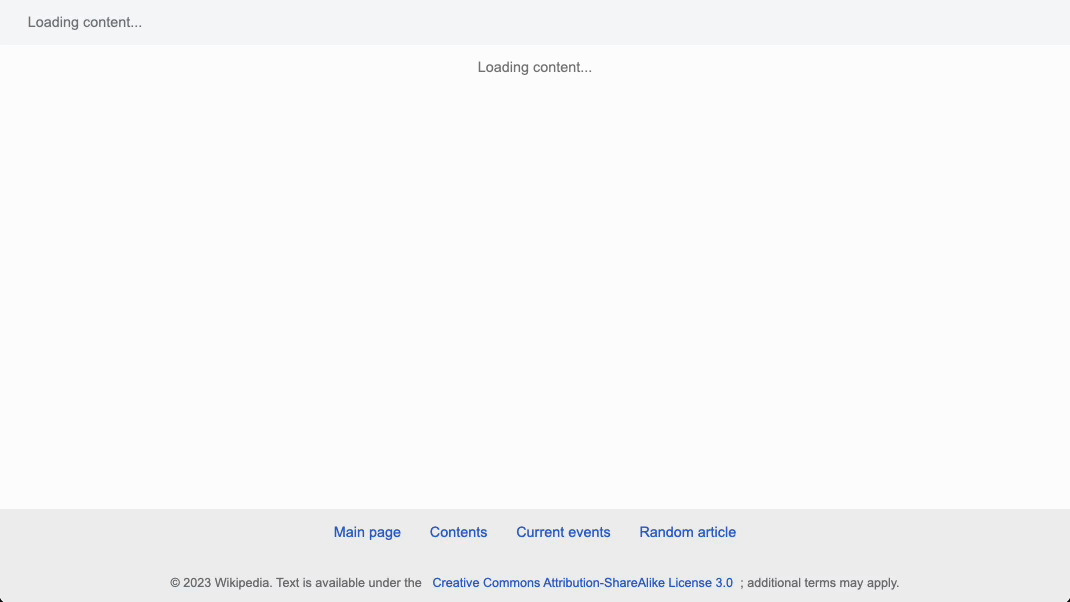 Loading content...
Loading content...
Main page Contents Current events Random article
© 2023 Wikipedia. Text is available under the Creative Commons Attribution-ShareAlike License 3.0 ; additional terms may apply.